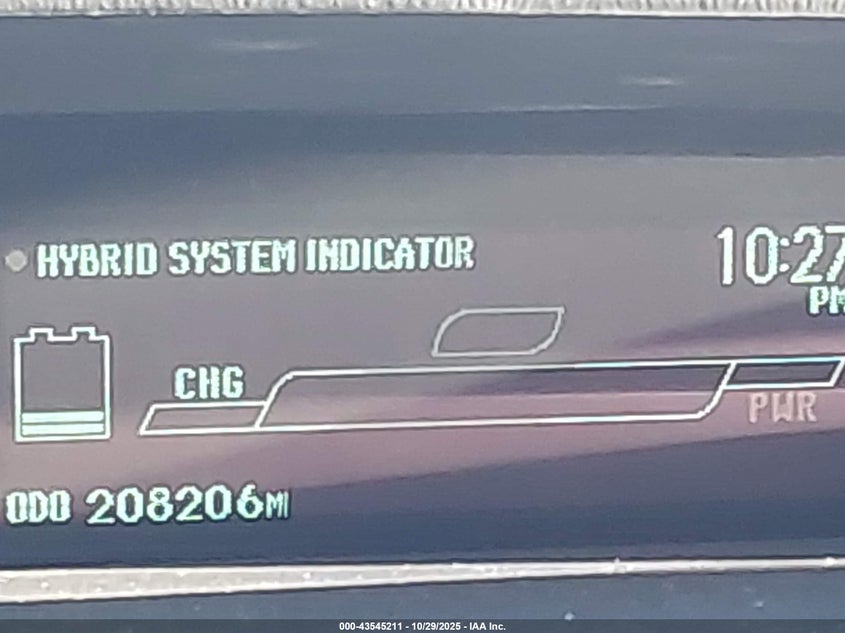 HYBRID SYSTEM INDICATOR
10:27
PM
CHG
PWR
ODO 208206MI
000-43545211 - 10/29/2025 - IAA Inc.